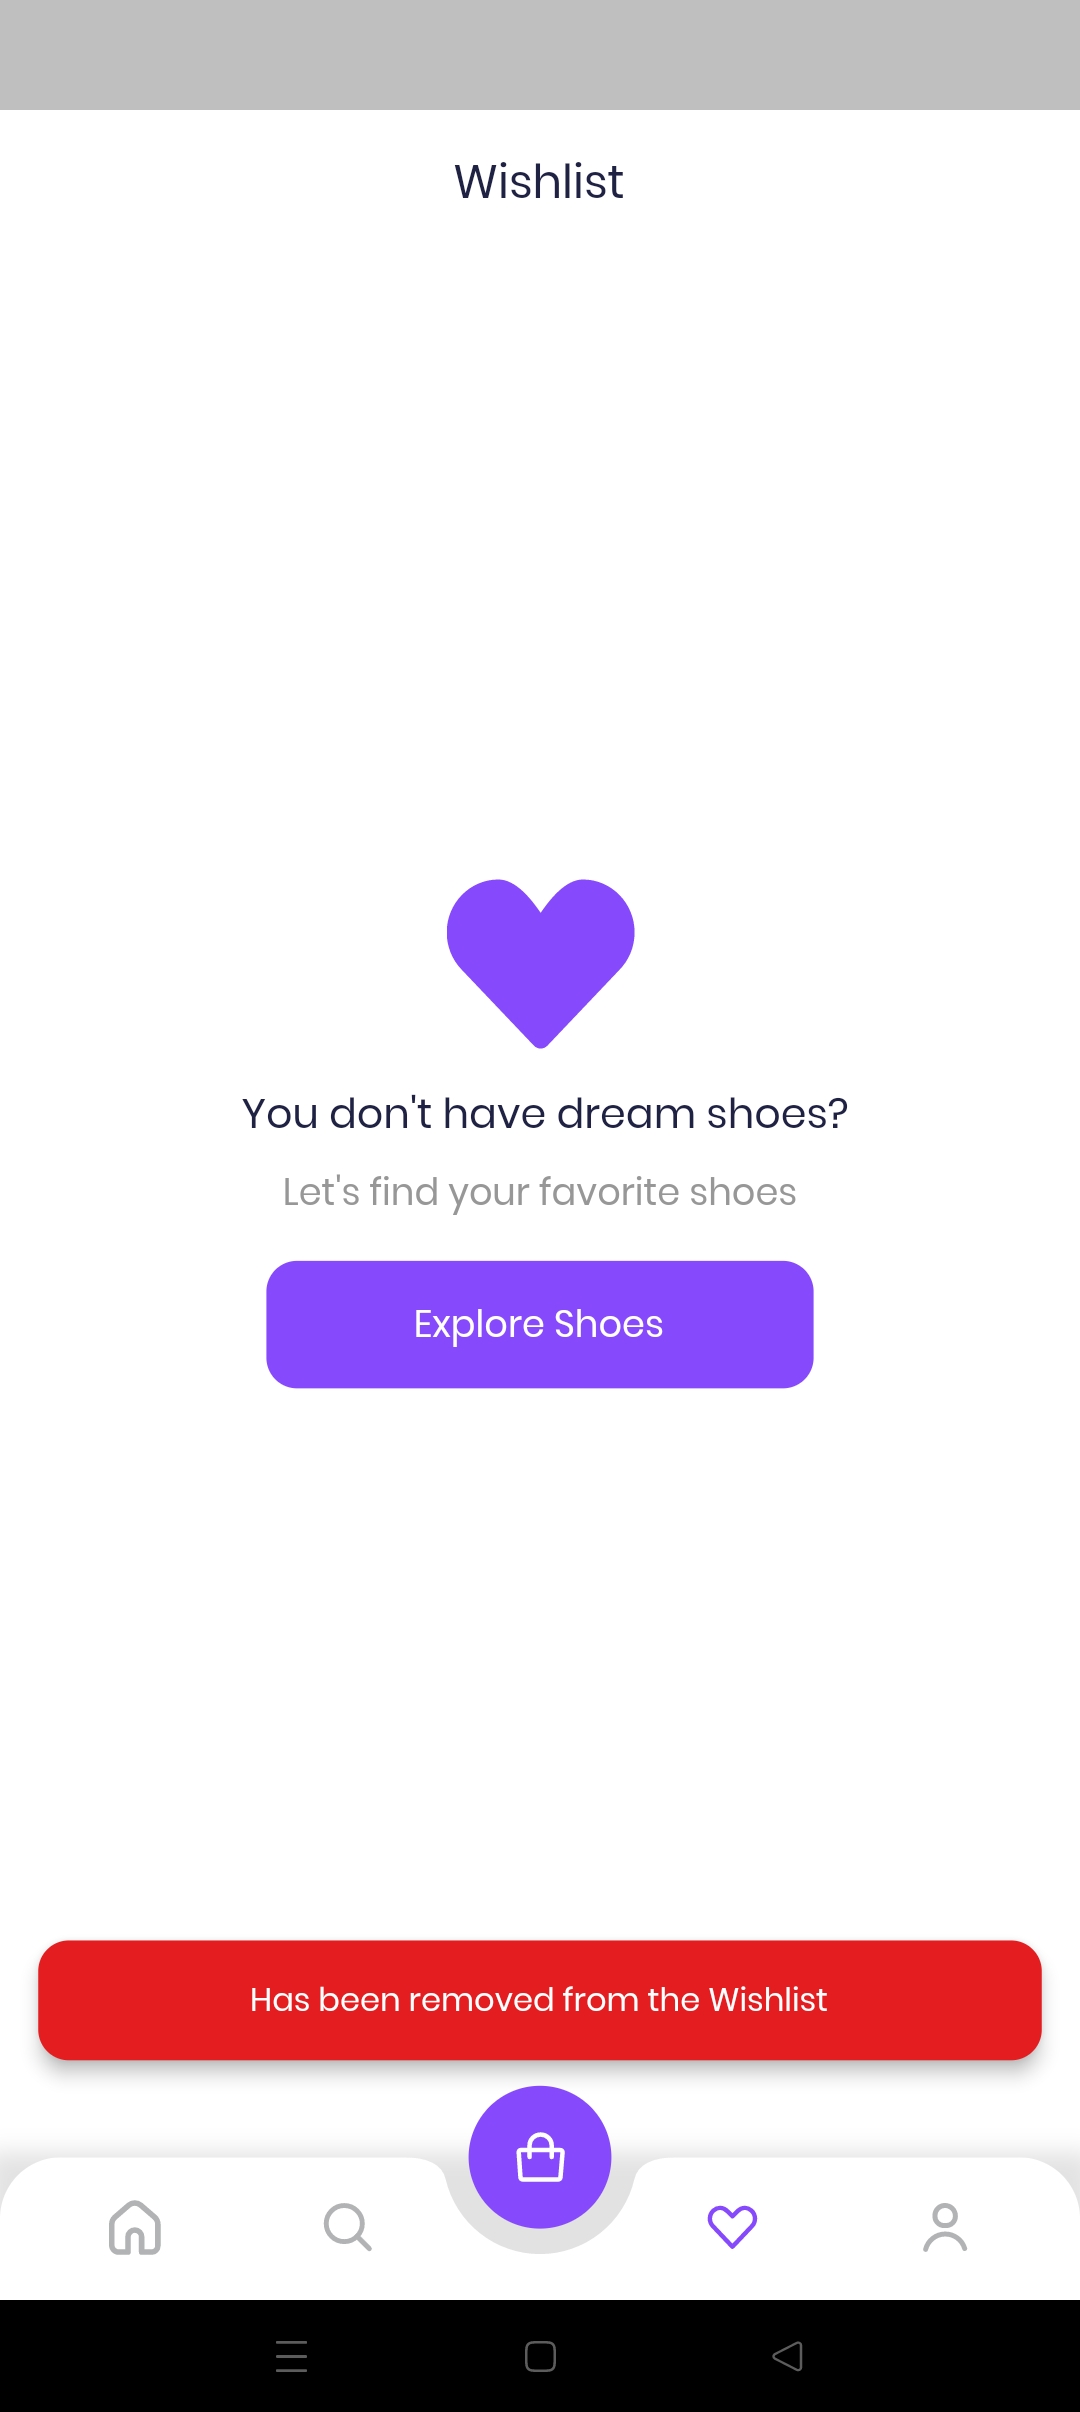 Wishlist
You don't have dream shoes?
Let's find your favorite shoes
Explore Shoes
Has been removed from the Wishlist